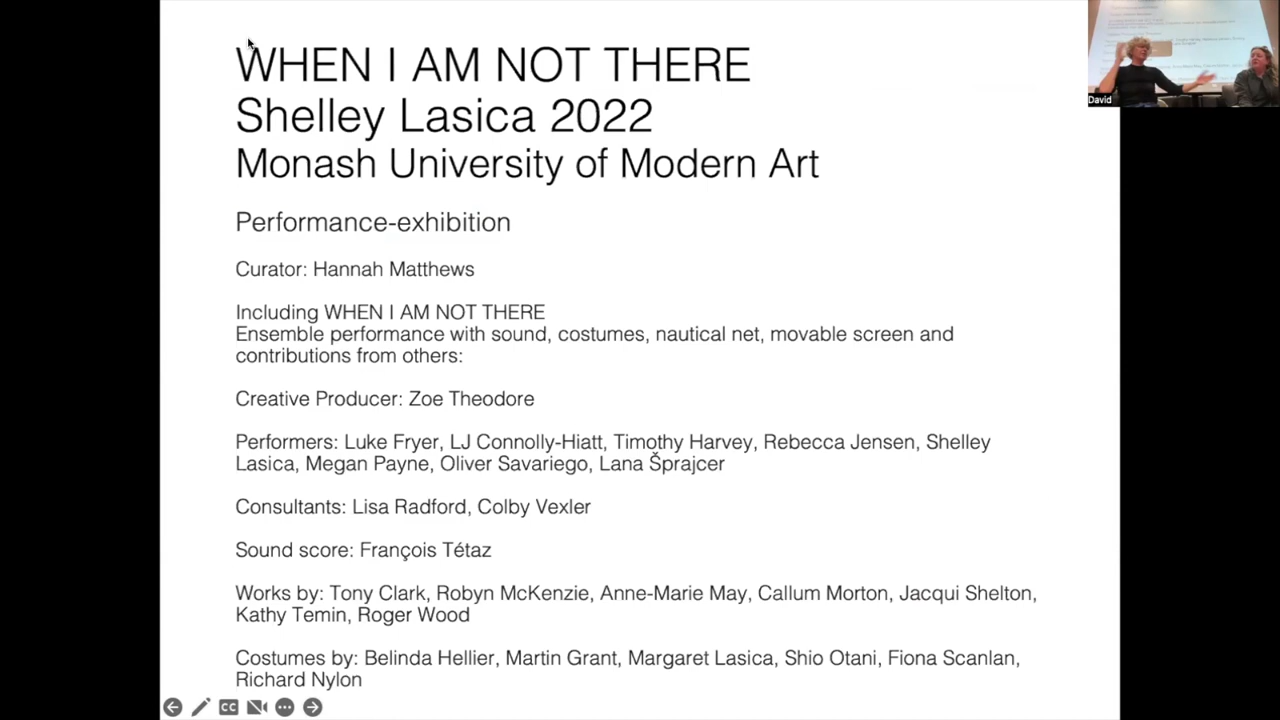 WHEN I AM NOT THERE
Shelley Lasica 2022
Monash University of Modern Art
Performance-exhibition
Curator: Hannah Matthews
Including WHEN I AM NOT THERE
Ensemble performance with sound, costumes, nautical net, movable screen and
contributions from others:
Creative Producer: Zoe Theodore
Performers: Luke Fryer, LJ Connolly-Hiatt, Timothy Harvey, Rebecca Jensen, Shelley
Lasica, Megan Payne, Oliver Savariego, Lana Šprajcer
Consultants: Lisa Radford, Colby Vexler
Sound score: François Tétaz
Works by: Tony Clark, Robyn McKenzie, Anne-Marie May, Callum Morton, Jacqui Shelton,
Kathy Temin, Roger Wood
Costumes by: Belinda Hellier, Martin Grant, Margaret Lasica, Shio Otani, Fiona Scanlan,
Richard Nylon
CC
David